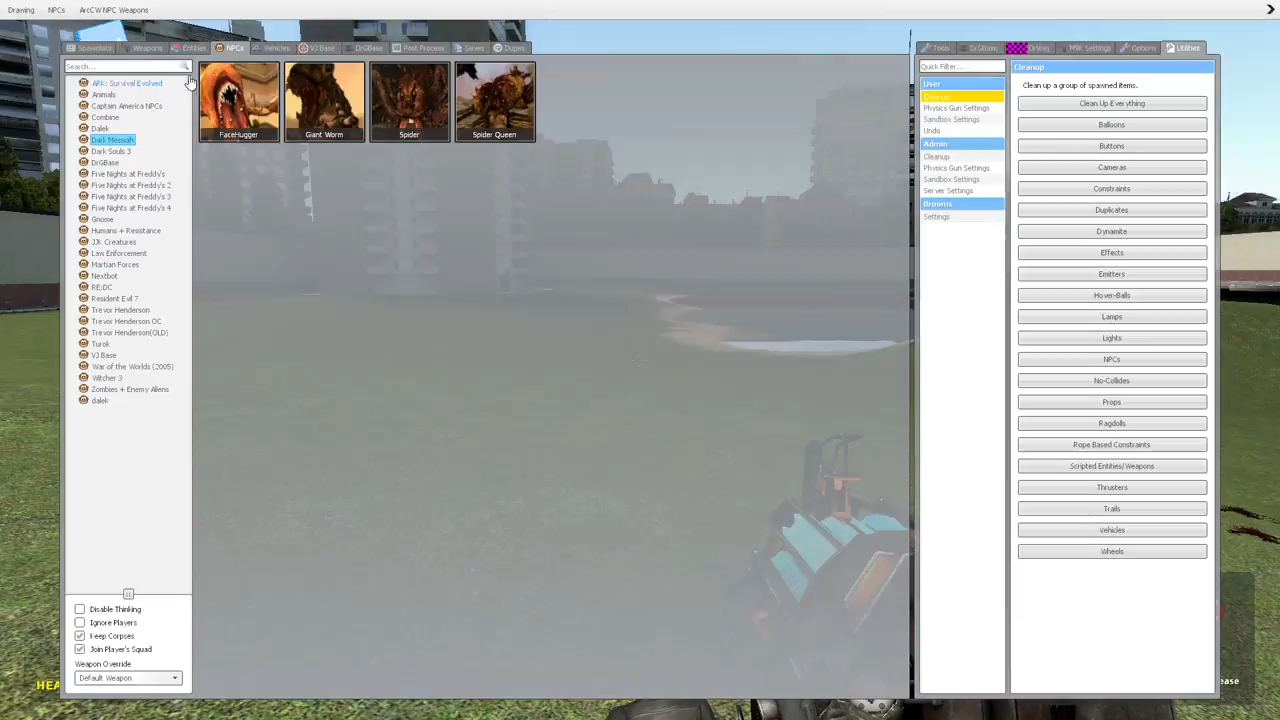 Drawing NPCs ArcCW NPC Weapons
Spawnlists Weapons Entities NPCs Vehicles VJ Base DrGBase Post Process Saves Dupes
Search...
ARK: Survival Evolved
Animals
Captain America NPCs
Combine
Dalek
Dark Messiah
Dark Souls 3
DrGBase
Five Nights at Freddy's
Five Nights at Freddy's 2
Five Nights at Freddy's 3
Five Nights at Freddy's 4
Gnome
Humans + Resistance
JJK Creatures
Law Enforcement
Martian Forces
Nextbot
RE:DC
Resident Evil 7
Trevor Henderson
Trevor Henderson OC
Trevor Henderson(OLD)
Turok
VJ Base
War of the Worlds (2005)
Witcher 3
Zombies + Enemy Aliens
dalek
FaceHugger Giant Worm Spider Spider Queen
Disable Thinking
Ignore Players
Keep Corpses
Join Player's Squad
Weapon Override
Default Weapon
HEA
Tools DrGBase MWK Settings Options Utilities
Quick Filter...
User
Cleanup
Physics Gun Settings
Sandbox Settings
Undo
Admin
Cleanup
Physics Gun Settings
Sandbox Settings
Server Settings
Brooms
Settings
Cleanup
Clean up a group of spawned items.
Clean Up Everything
Balloons
Buttons
Cameras
Constraints
Duplicates
Dynamite
Effects
Emitters
Hover-Balls
Lamps
Lights
NPCs
No-Collides
Props
Ragdolls
Rope Based Constraints
Scripted Entities/Weapons
Thrusters
Trails
Vehicles
Wheels
ease